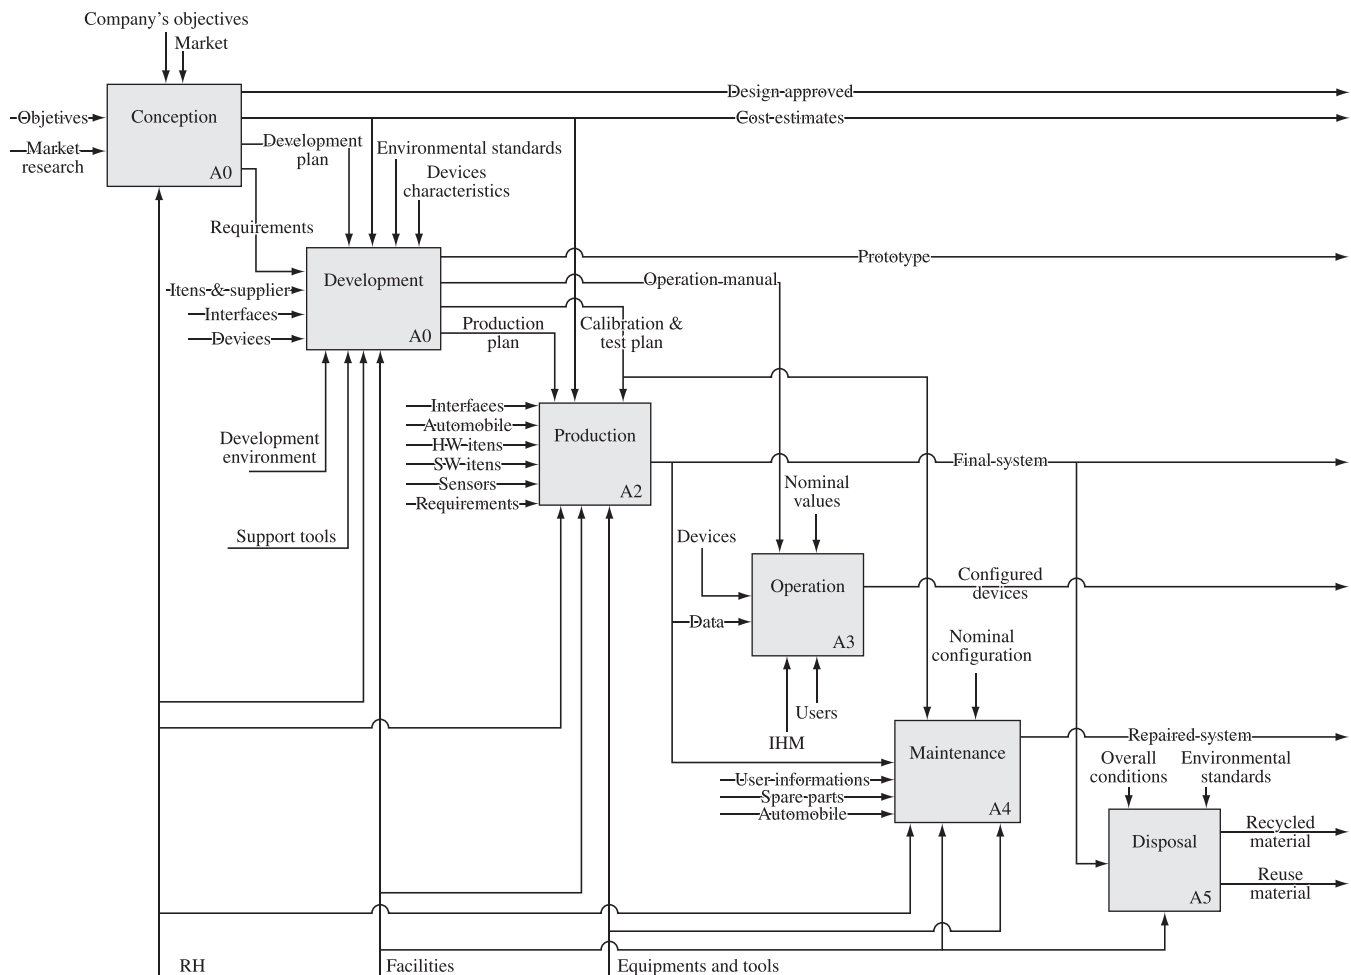 Company's objectives
Market
Design approved
Conception
Objetives
Cost estimates
Market
research
A0
Development
plan
Environmental standards
Devices
characteristics
Requirements
Prototype
Development
Operation manual
Itens & supplier
Interfaces
Devices
A0
Production
plan
Calibration &
test plan
Interfaces
Automobile
HW itens
SW itens
Sensors
Requirements
Production
A2
Development
environment
Support tools
Final system
Nominal
values
Devices
Operation
Data
A3
Configured
devices
Nominal
configuration
Users
IHM
Maintenance
User informations
Spare parts
Automobile
A4
Repaired system
Overall
conditions
Environmental
standards
Disposal
A5
Recycled
material
Reuse
material
RH
Facilities
Equipments and tools